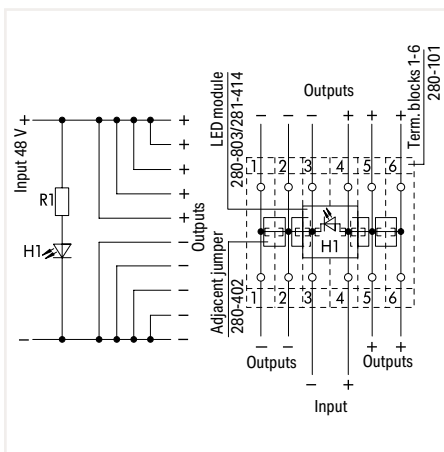 Input 48 V
+
R1
H1
−
+
+
+
+
+
Outputs
−
−
−
−
−
LED module
280-803/281-414
Adjacent jumper
280-402
Term. blocks 1-6
280-101
Outputs
− − − + + +
1 2 3 4 5 6
H1
1 2 3 4 5 6
− − + +
Outputs Outputs
− +
Input